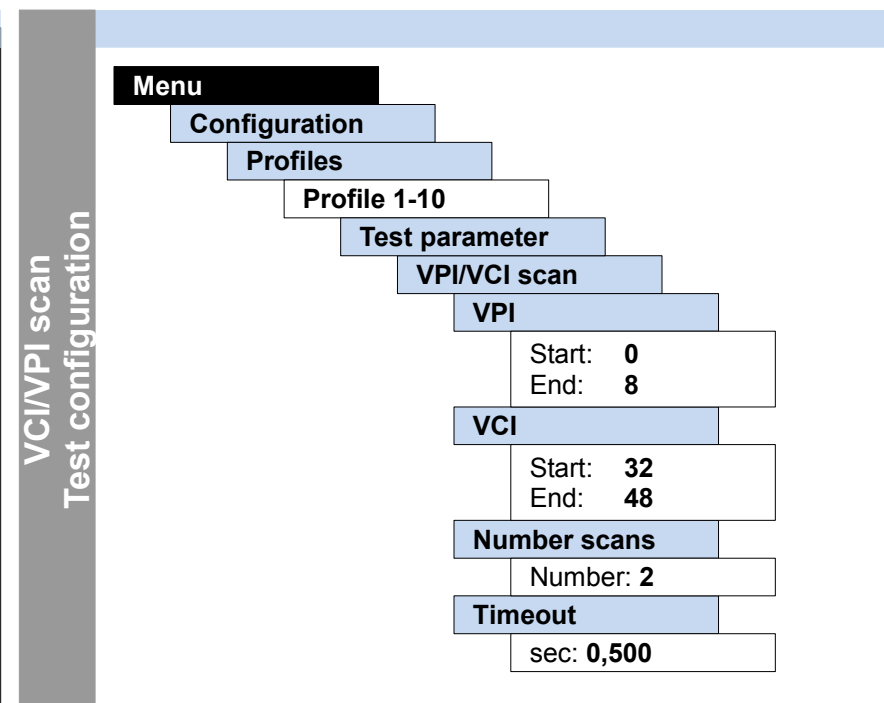 VCI/VPI scan
Test configuration
Menu
Configuration
Profiles
Profile 1-10
Test parameter
VPI/VCI scan
VPI
Start: 0
End: 8
VCI
Start: 32
End: 48
Number scans
Number: 2
Timeout
sec: 0,500